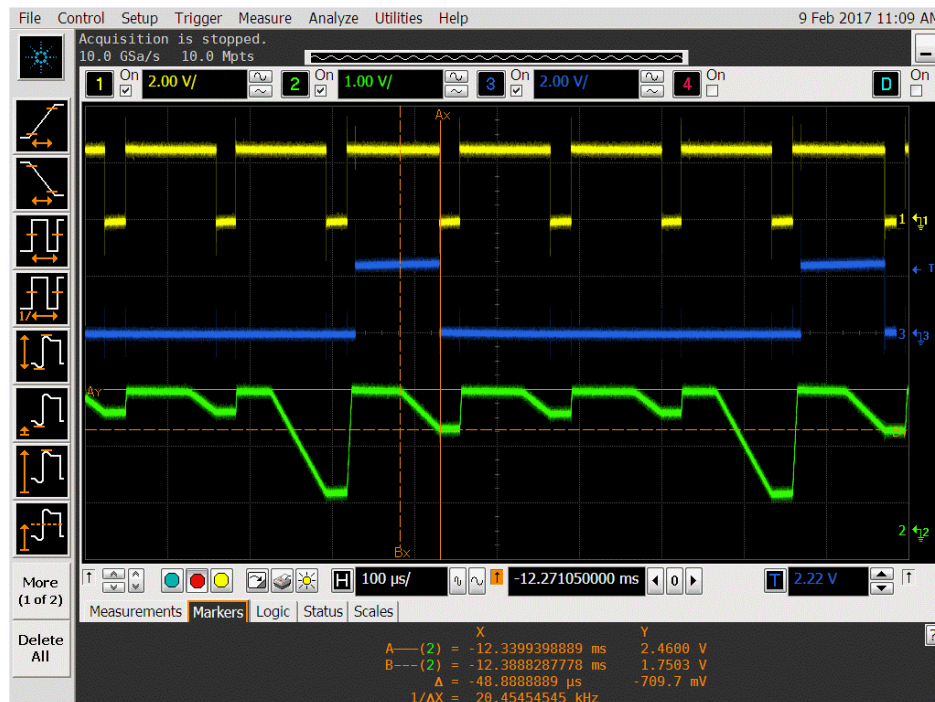 File Control Setup Trigger Measure Analyze Utilities Help 9 Feb 2017 11:09 AM
Acquisition is stopped.
10.0 GSa/s 10.0 Mpts
1 On 2.00 V/ 2 On 1.00 V/ 3 On 2.00 V/ 4 On D On
Ax
1 1
T
3 3
Ay
2 2
Bx
More
(1 of 2)
Delete
All
H 100 µs/ -12.271050000 ms 0 T 2.22 V
Measurements Markers Logic Status Scales
X Y
A——(2) = -12.3399398889 ms 2.4600 V
B---(2) = -12.3888287778 ms 1.7503 V
Δ = -48.8888889 µs -709.7 mV
1/ΔX = 20.45454545 kHz